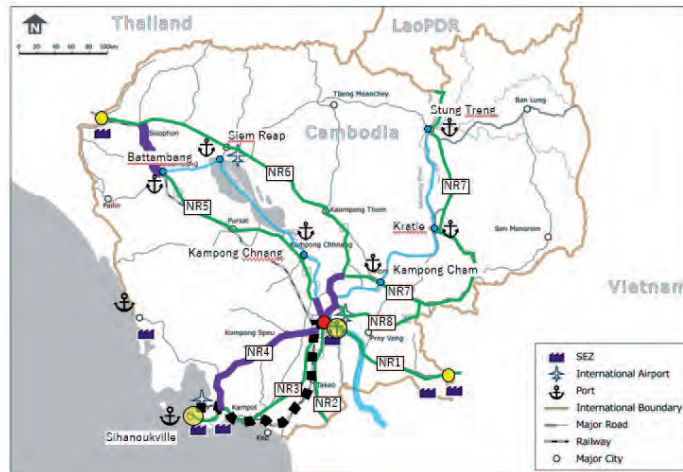 Thailand
LaoPDR
N
0 20 40 60 80 100km
Tbeng Meanchey
Stung Treng
Ban Lung
Sisophon
Siem Reap
Cambodia
Battambang
NR6
NR7
Pailin
NR5
Kaompong Thom
Pursat
Kratie
Sen Monorom
Kampong Chnang
Kompong Chhnang
Kampong Cham
NR7
Vietnam
NR8
Kompong Speu
Prey Veng
NR4
NR1
NR3
Takeo
NR2
Kampot
Kep
Sihanoukville
SEZ
International Airport
Port
International Boundary
Major Road
Railway
Major City